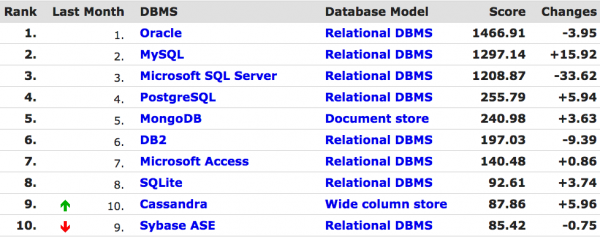 Rank Last Month DBMS Database Model Score Changes
1. 1. Oracle Relational DBMS 1466.91 -3.95
2. 2. MySQL Relational DBMS 1297.14 +15.92
3. 3. Microsoft SQL Server Relational DBMS 1208.87 -33.62
4. 4. PostgreSQL Relational DBMS 255.79 +5.94
5. 5. MongoDB Document store 240.98 +3.63
6. 6. DB2 Relational DBMS 197.03 -9.39
7. 7. Microsoft Access Relational DBMS 140.48 +0.86
8. 8. SQLite Relational DBMS 92.61 +3.74
9. 10. Cassandra Wide column store 87.86 +5.96
10. 9. Sybase ASE Relational DBMS 85.42 -0.75